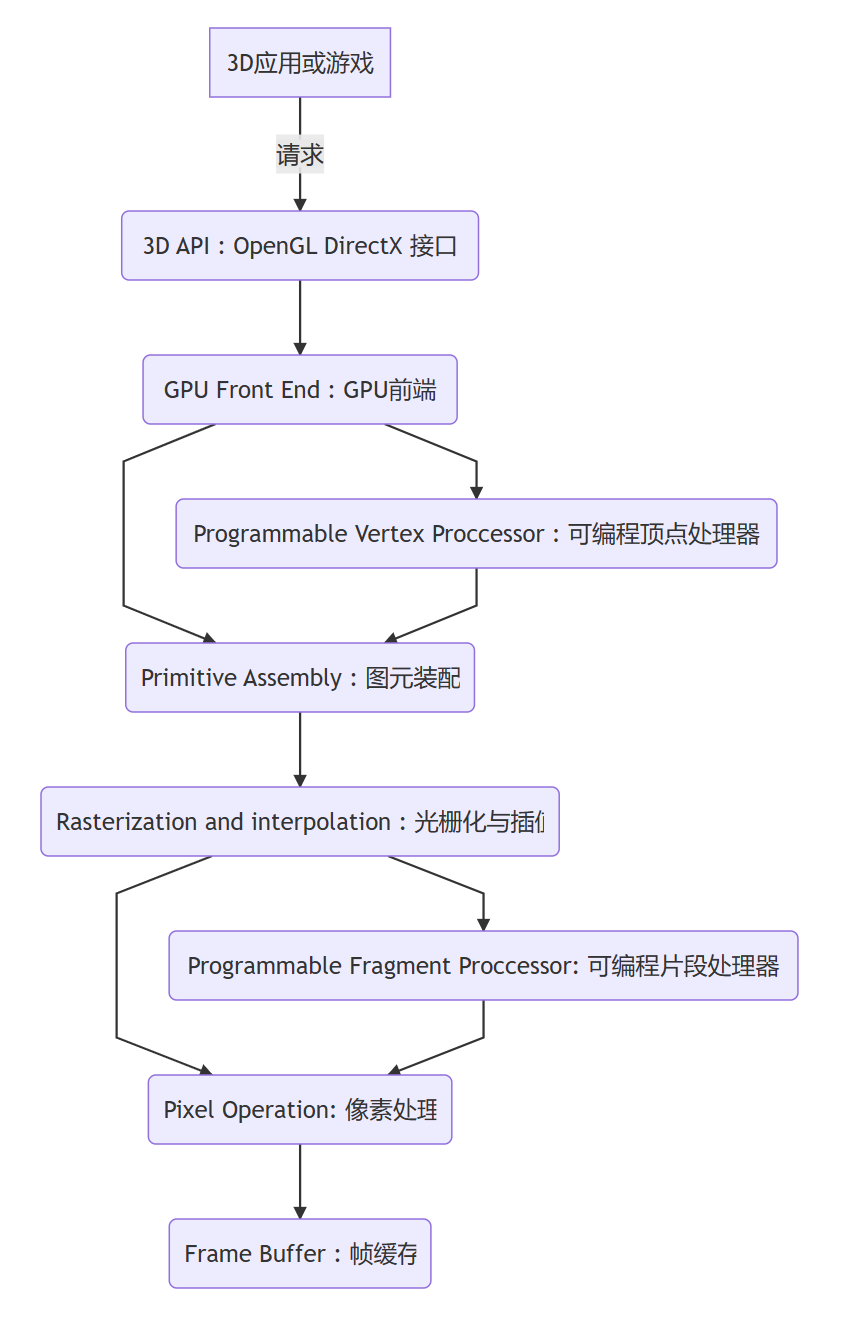 3D应用或游戏
请求
3D API : OpenGL DirectX 接口
GPU Front End : GPU前端
Programmable Vertex Proccessor : 可编程顶点处理器
Primitive Assembly : 图元装配
Rasterization and interpolation : 光栅化与插值
Programmable Fragment Proccessor: 可编程片段处理器
Pixel Operation: 像素处理
Frame Buffer : 帧缓存